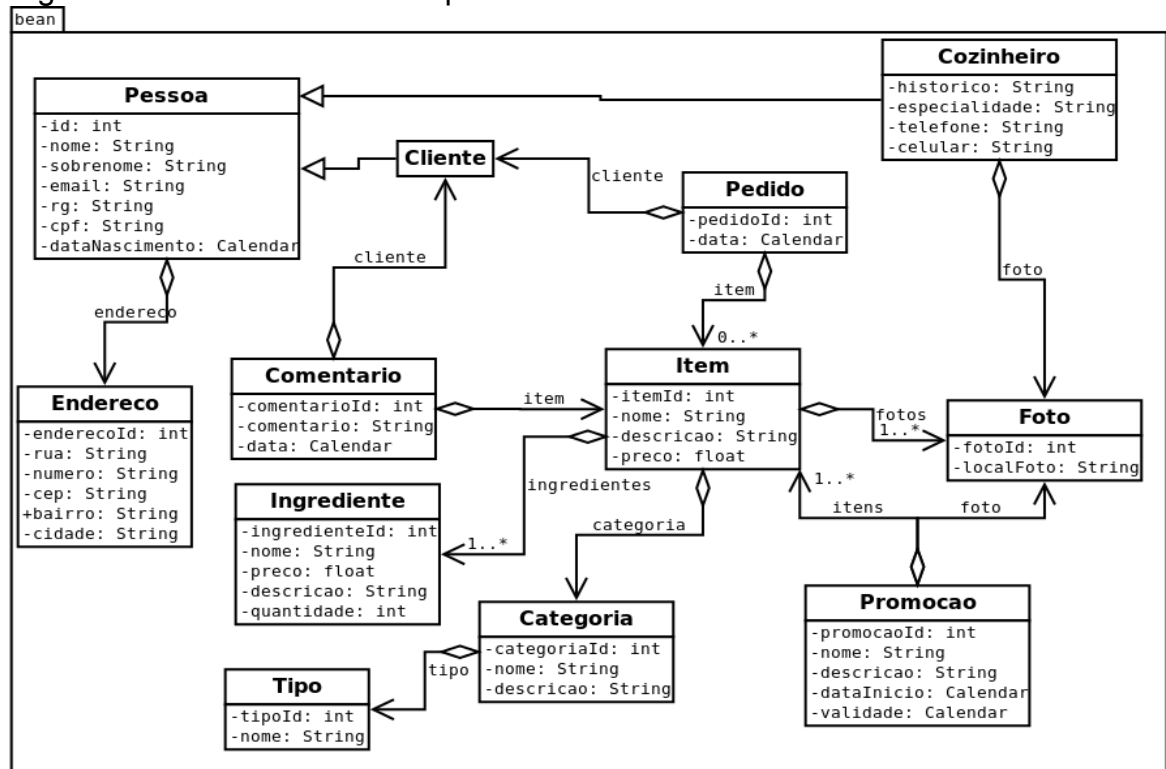 bean
Cozinheiro
-historico: String
-especialidade: String
-telefone: String
-celular: String
Pessoa
-id: int
-nome: String
-sobrenome: String
-email: String
-rg: String
-cpf: String
-dataNascimento: Calendar
Cliente
cliente
Pedido
-pedidoId: int
-data: Calendar
cliente
foto
item
0..*
endereco
Endereco
-enderecoId: int
-rua: String
-numero: String
-cep: String
+bairro: String
-cidade: String
Comentario
-comentarioId: int
-comentario: String
-data: Calendar
item
Item
-itemId: int
-nome: String
-descricao: String
-preco: float
fotos
1..*
Foto
-fotoId: int
-localFoto: String
ingredientes
1..*
Ingrediente
-ingredienteId: int
-nome: String
-preco: float
-descricao: String
-quantidade: int
categoria
1..*
itens
foto
Categoria
-categoriaId: int
-nome: String
-descricao: String
tipo
Tipo
-tipoId: int
-nome: String
Promocao
-promocaoId: int
-nome: String
-descricao: String
-dataInicio: Calendar
-validade: Calendar